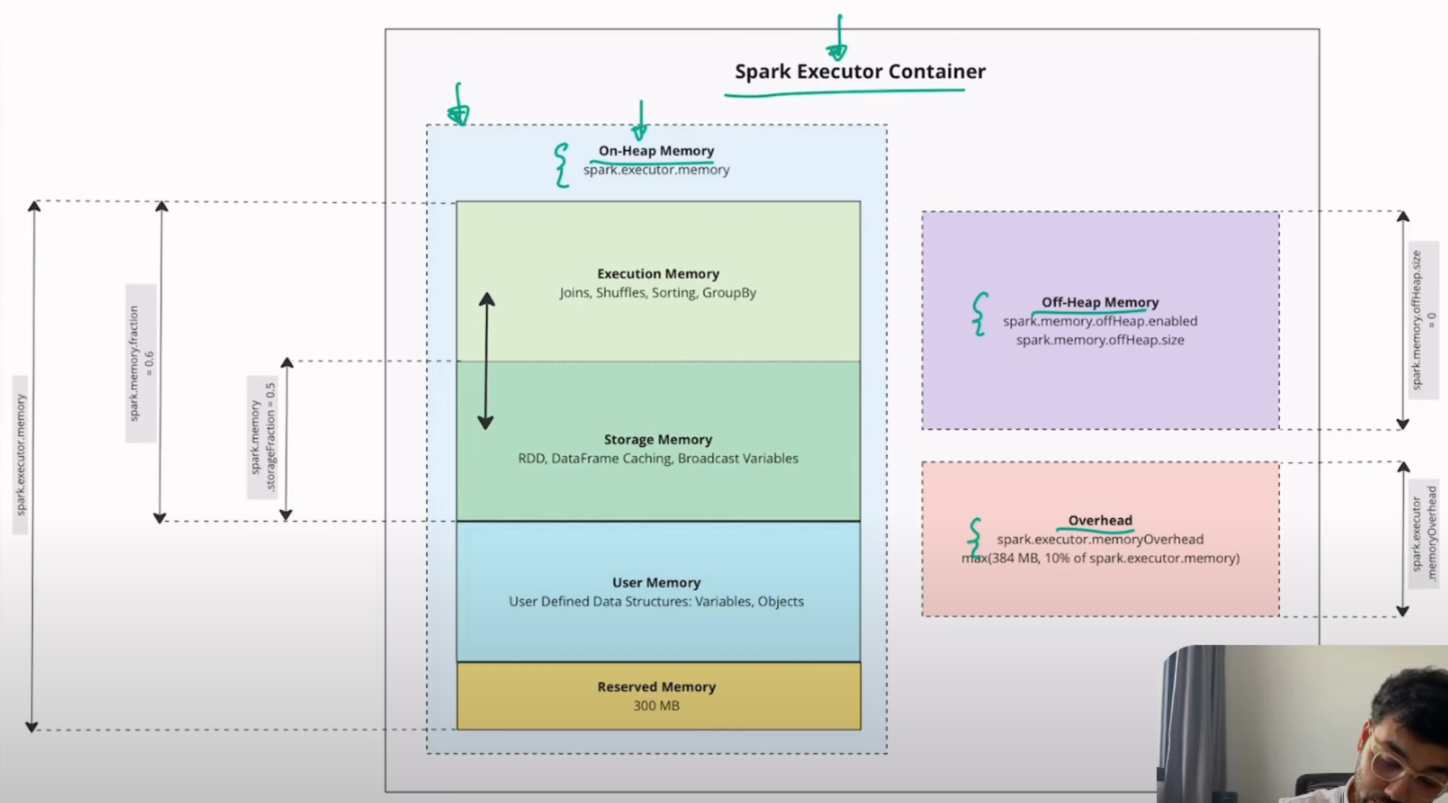 Spark Executor Container
On-Heap Memory
spark.executor.memory
Execution Memory
Joins, Shuffles, Sorting, GroupBy
Storage Memory
RDD, DataFrame Caching, Broadcast Variables
User Memory
User Defined Data Structures: Variables, Objects
Reserved Memory
300 MB
Off-Heap Memory
spark.memory.offHeap.enabled
spark.memory.offHeap.size
Overhead
spark.executor.memoryOverhead
max(384 MB, 10% of spark.executor.memory)
spark.executor.memory
spark.memory.fraction
= 0.6
spark.memory
.storageFraction = 0.5
spark.memory.offHeap.size
= 0
spark.executor
.memoryOverhead